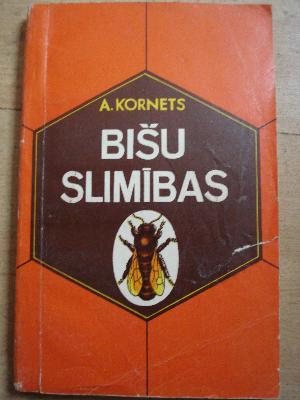 A. KORNETS
BIŠU
SLIMĪBAS